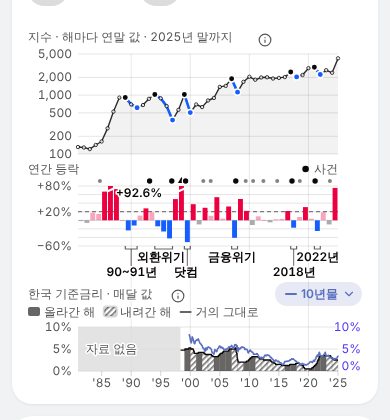 지수 · 해마다 연말 값 · 2025년 말까지
5,000
2,000
1,000
500
200
100
연간 등락
사건
+80%
+92.6%
+20%
−60%
외환위기
금융위기
2022년
90~91년
닷컴
2018년
한국 기준금리 · 매달 값
10년물
올라간 해
내려간 해
거의 그대로
10%
10%
자료 없음
5%
5%
0%
0%
'85
'90
'95
'00
'05
'10
'15
'20
'25